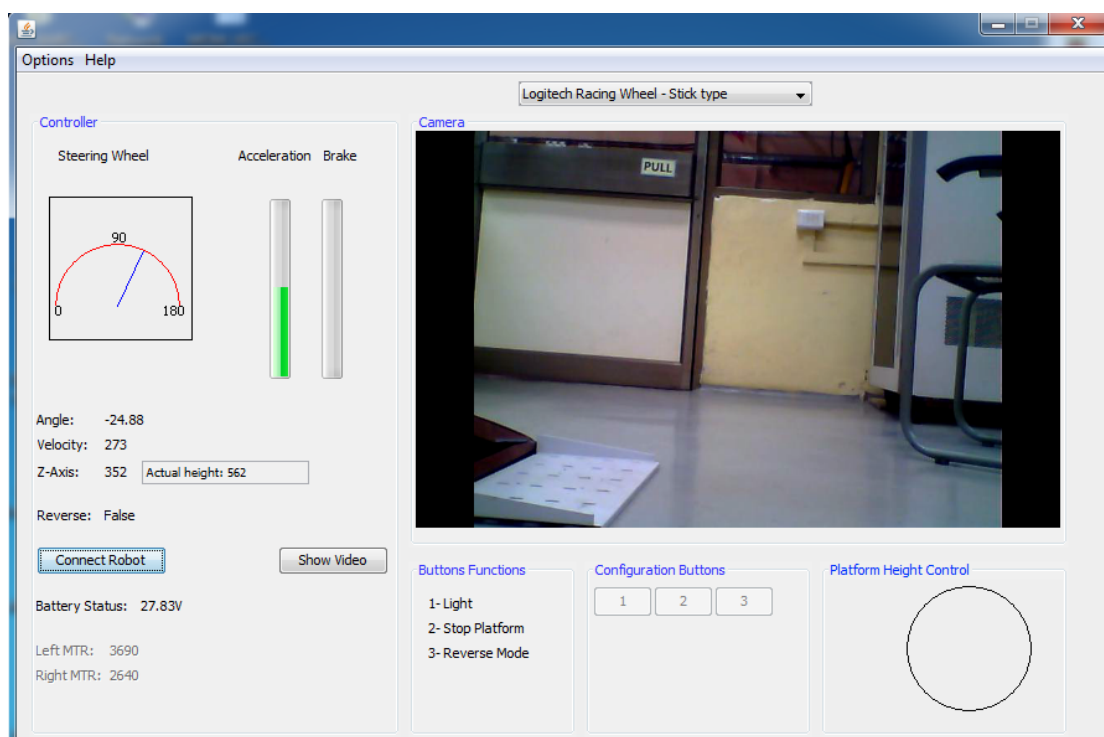 Options Help
Logitech Racing Wheel - Stick type
Controller
Steering Wheel
Acceleration Brake
90
0
180
Angle: -24.88
Velocity: 273
Z-Axis: 352
Actual height: 562
Reverse: False
Connect Robot
Show Video
Battery Status: 27.83V
Left MTR: 3690
Right MTR: 2640
Camera
PULL
Buttons Functions
1- Light
2- Stop Platform
3- Reverse Mode
Configuration Buttons
1 2 3
Platform Height Control